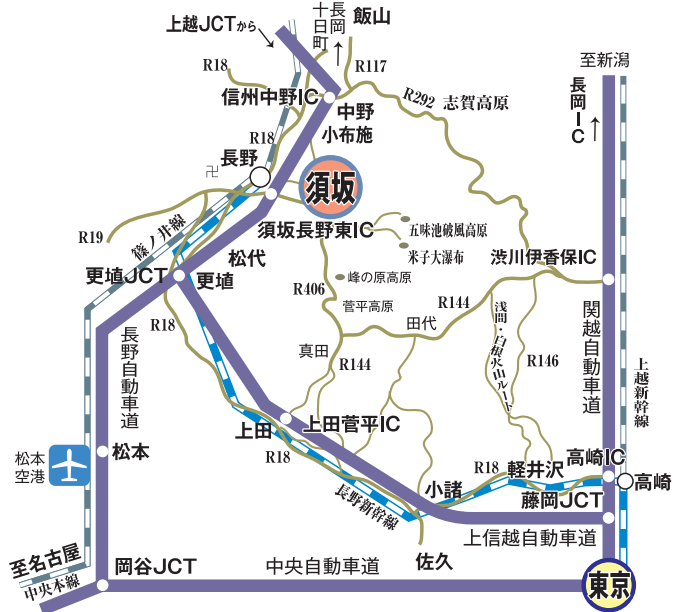 上越JCTから
十日町
長岡
飯山
R18
R117
信州中野IC
中野
小布施
R292
志賀高原
至新潟
長岡IC
R18
卍
長野
須坂
R19
篠ノ井線
須坂長野東IC
五味池破風高原
米子大瀑布
松代
更埴JCT
更埴
峰の原高原
R406
菅平高原
渋川伊香保IC
R144
田代
R18
長野自動車道
真田
R144
浅間・白根火山ルート
R146
関越自動車道
上越新幹線
上田
上田菅平IC
松本空港
松本
R18
長野新幹線
小諸
R18
軽井沢
高崎IC
高崎
藤岡JCT
上信越自動車道
至名古屋
中央本線
岡谷JCT
中央自動車道
佐久
東京